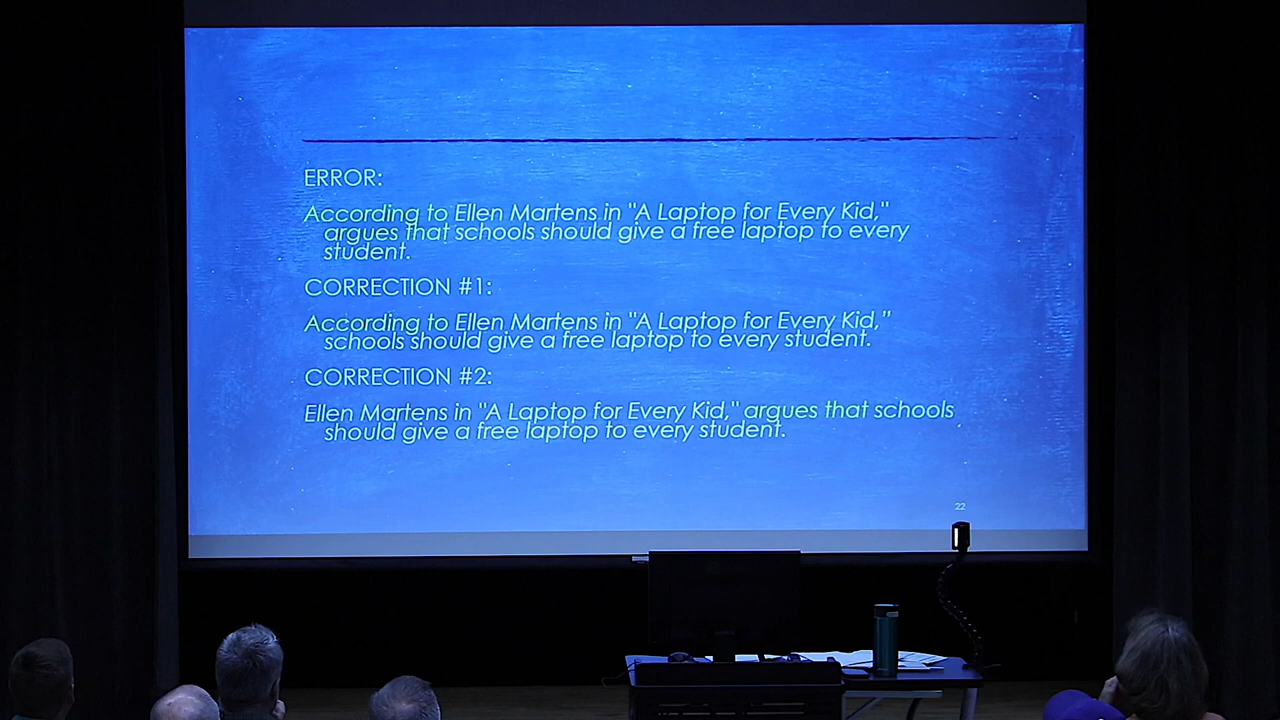 ERROR:
According to Ellen Martens in "A Laptop for Every Kid,"
argues that schools should give a free laptop to every
student.
CORRECTION #1:
According to Ellen Martens in "A Laptop for Every Kid,”
schools should give a free laptop to every student.
CORRECTION #2:
Ellen Martens in "A Laptop for Every Kid," argues that schools
should give a free laptop to every student.
22